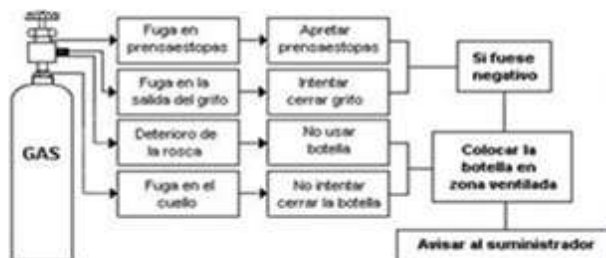 GAS
Fuga en
prensaestopas
Apretar
prensaestopas
Fuga en la
salida del grifo
Intentar
cerrar grifo
Si fuese
negativo
Deterioro de
la rosca
No usar
botella
Fuga en el
cuello
No intentar
cerrar la botella
Colocar la
botella en
zona ventilada
Avisar al suministrador